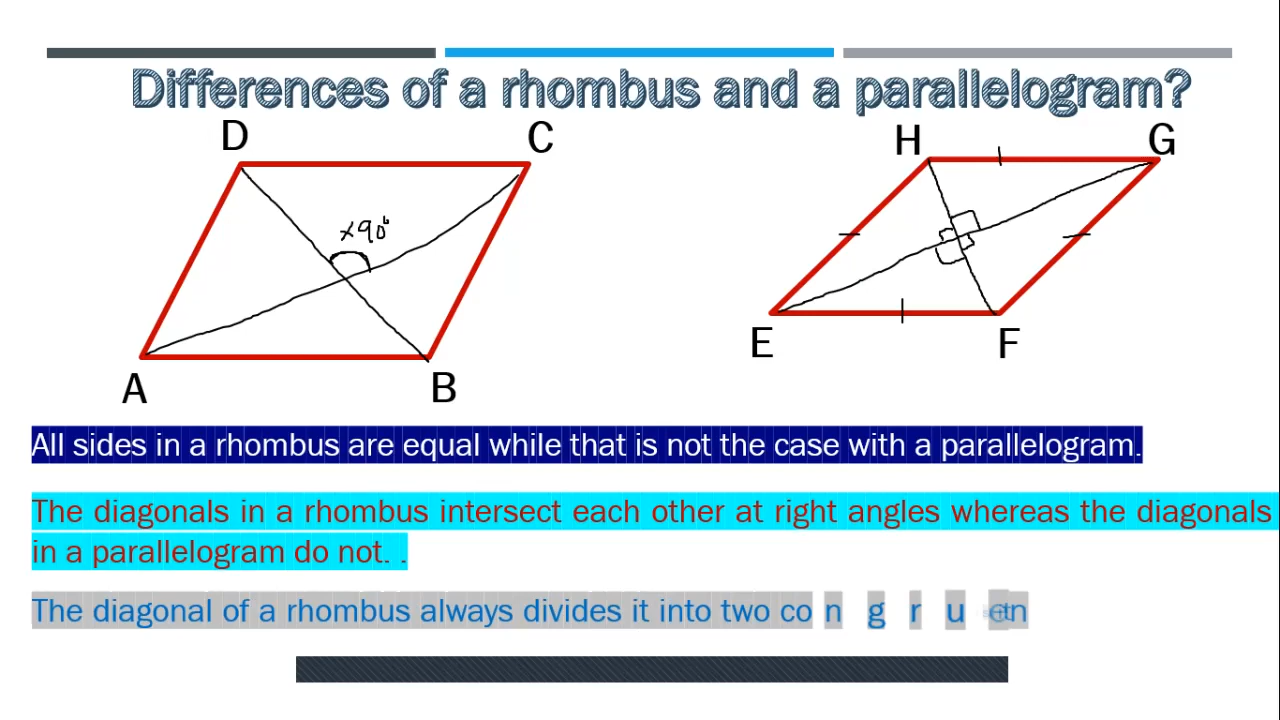 Differences of a rhombus and a parallelogram?
D C H G
×90°
A B E F
All sides in a rhombus are equal while that is not the case with a parallelogram.
The diagonals in a rhombus intersect each other at right angles whereas the diagonals
in a parallelogram do not. .
The diagonal of a rhombus always divides it into two co n g r u